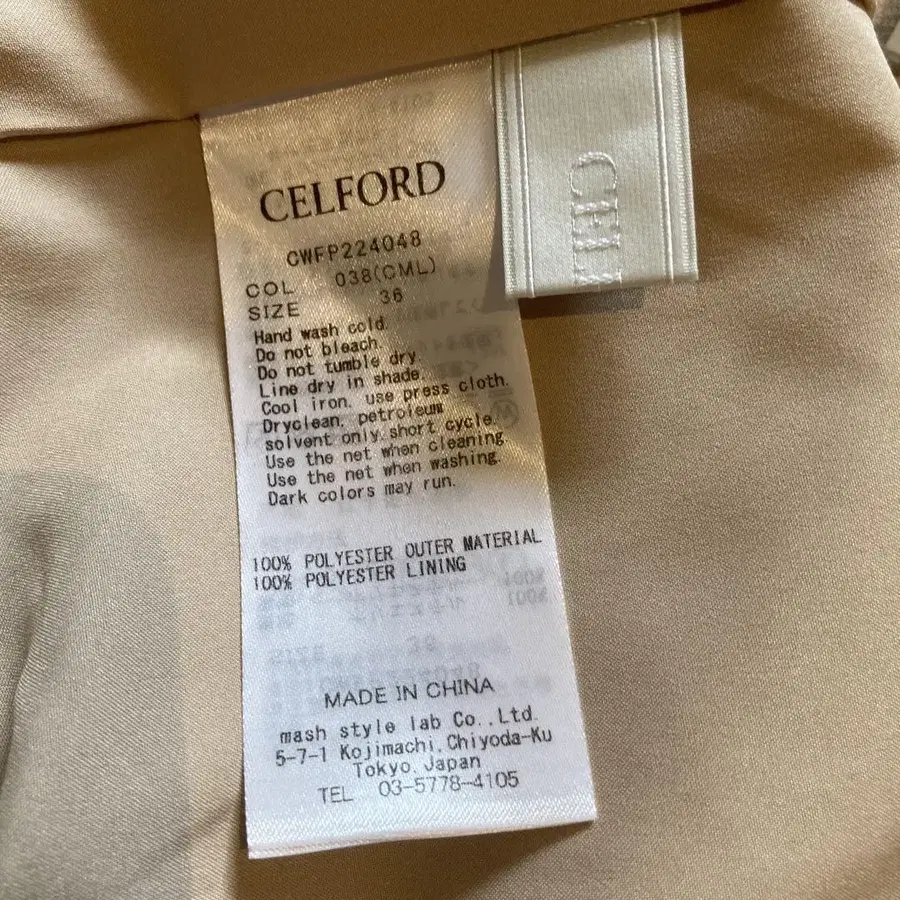 CELFORD
CWFP224048
COL 038(CML)
SIZE 36
Hand wash cold.
Do not bleach.
Do not tumble dry.
Line dry in shade.
Cool iron, use press cloth.
Dryclean, petroleum
solvent only,short cycle.
Use the net when cleaning
Use the net when washing.
Dark colors may run.
100% POLYESTER OUTER MATERIAL
100% POLYESTER LINING
MADE IN CHINA
mash style lab Co.,Ltd.
5-7-1 Kojimachi,Chiyoda-Ku
Tokyo,Japan
TEL 03-5778-4105
CEL